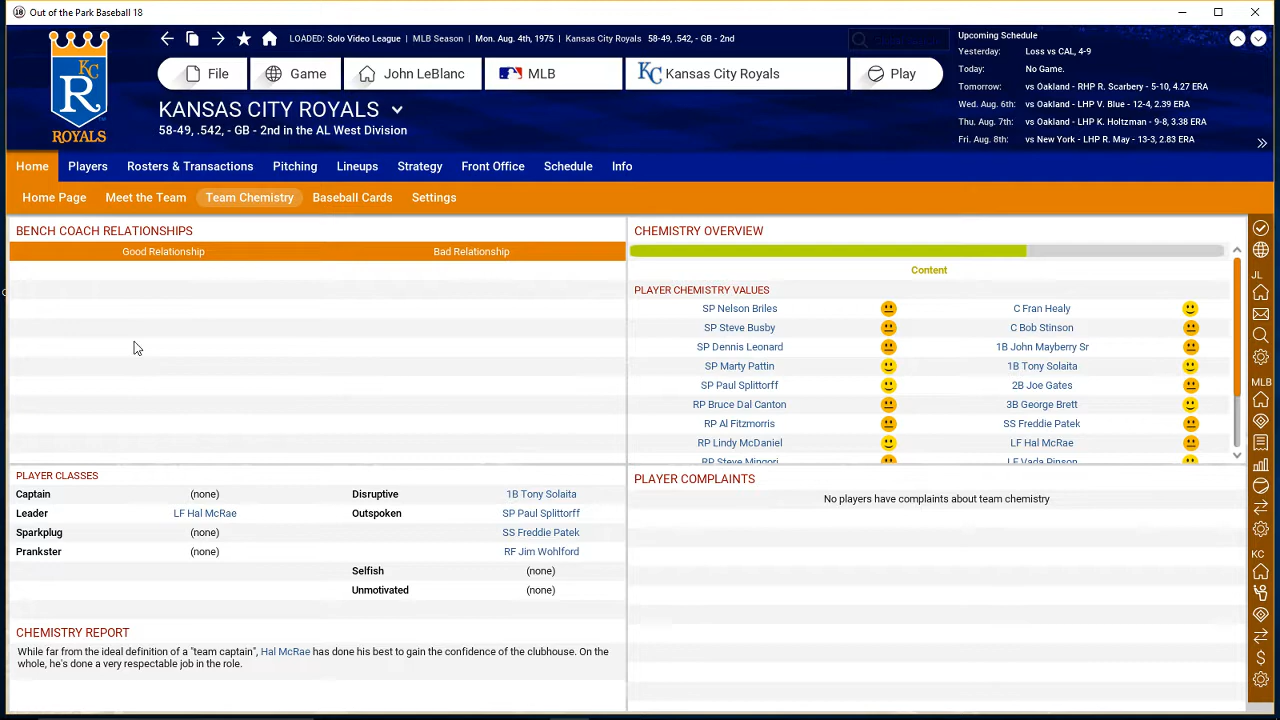 Out of the Park Baseball 18
LOADED: Solo Video League | MLB Season | Mon. Aug. 4th, 1975 | Kansas City Royals 58-49, .542, - GB - 2nd
Upcoming Schedule
Yesterday: Loss vs CAL, 4-9
Today: No Game.
Tomorrow: vs Oakland - RHP R. Scarbery - 5-10, 4.27 ERA
Wed. Aug. 6th: vs Oakland - LHP V. Blue - 12-4, 2.39 ERA
Thu. Aug. 7th: vs Oakland - LHP K. Holtzman - 9-8, 3.38 ERA
Fri. Aug. 8th: vs New York - LHP R. May - 13-3, 2.83 ERA
KC
R
ROYALS
File Game John LeBlanc MLB KC Kansas City Royals Play
KANSAS CITY ROYALS
58-49, .542, - GB - 2nd in the AL West Division
Home Players Rosters & Transactions Pitching Lineups Strategy Front Office Schedule Info
Home Page Meet the Team Team Chemistry Baseball Cards Settings
BENCH COACH RELATIONSHIPS
Good Relationship Bad Relationship
CHEMISTRY OVERVIEW
Content
PLAYER CHEMISTRY VALUES
SP Nelson Briles C Fran Healy
SP Steve Busby C Bob Stinson
SP Dennis Leonard 1B John Mayberry Sr
SP Marty Pattin 1B Tony Solaita
SP Paul Splittorff 2B Joe Gates
RP Bruce Dal Canton 3B George Brett
RP Al Fitzmorris SS Freddie Patek
RP Lindy McDaniel LF Hal McRae
RP Steve Mingori LF Vada Pinson
PLAYER CLASSES
Captain (none) Disruptive 1B Tony Solaita
Leader LF Hal McRae Outspoken SP Paul Splittorff
Sparkplug (none) SS Freddie Patek
Prankster (none) RF Jim Wohlford
Selfish (none)
Unmotivated (none)
CHEMISTRY REPORT
While far from the ideal definition of a "team captain", Hal McRae has done his best to gain the confidence of the clubhouse. On the
whole, he's done a very respectable job in the role.
PLAYER COMPLAINTS
No players have complaints about team chemistry
JL
MLB
KC